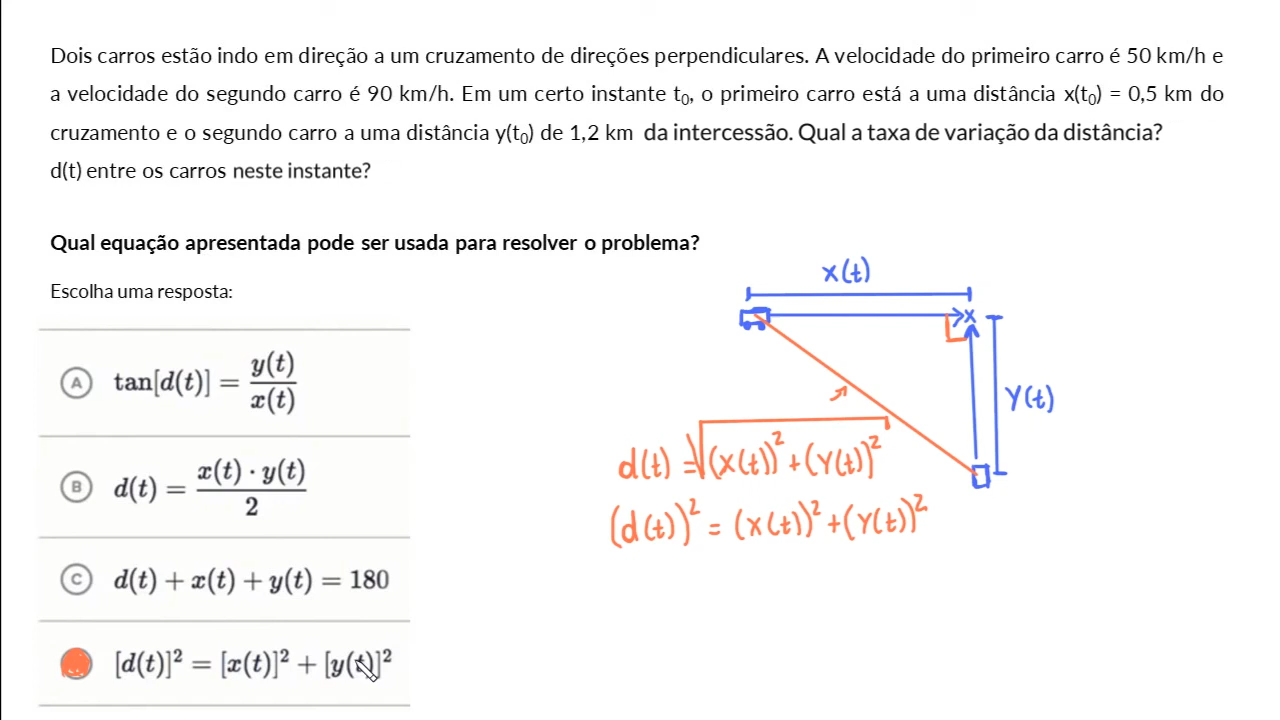 Dois carros estão indo em direção a um cruzamento de direções perpendiculares. A velocidade do primeiro carro é 50 km/h e
a velocidade do segundo carro é 90 km/h. Em um certo instante t₀, o primeiro carro está a uma distância x(t₀) = 0,5 km do
cruzamento e o segundo carro a uma distância y(t₀) de 1,2 km da intercessão. Qual a taxa de variação da distância?
d(t) entre os carros neste instante?
Qual equação apresentada pode ser usada para resolver o problema?
Escolha uma resposta:
A tan[d(t)] = y(t)/x(t)
B d(t) = x(t) · y(t)/2
C d(t) + x(t) + y(t) = 180
[d(t)]² = [x(t)]² + [y(t)]²
x(t)
x
y(t)
d(t) = √(x(t))² + (y(t))²
(d(t))² = (x(t))² + (y(t))²